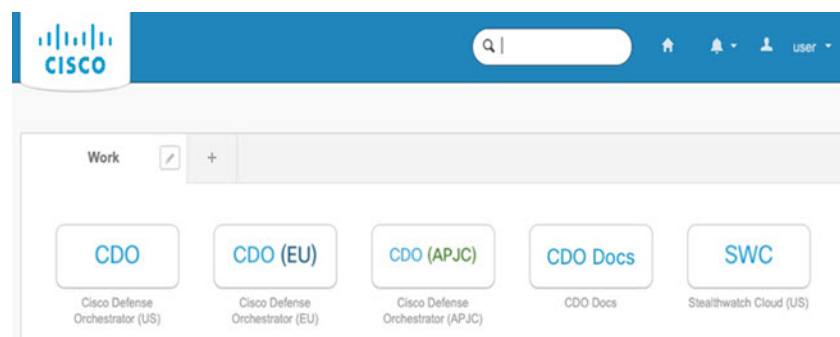 CISCO
user
Work
+
CDO
CDO (EU)
CDO (APJC)
CDO Docs
SWC
Cisco Defense
Orchestrator (US)
Cisco Defense
Orchestrator (EU)
Cisco Defense
Orchestrator (APJC)
CDO Docs
Stealthwatch Cloud (US)